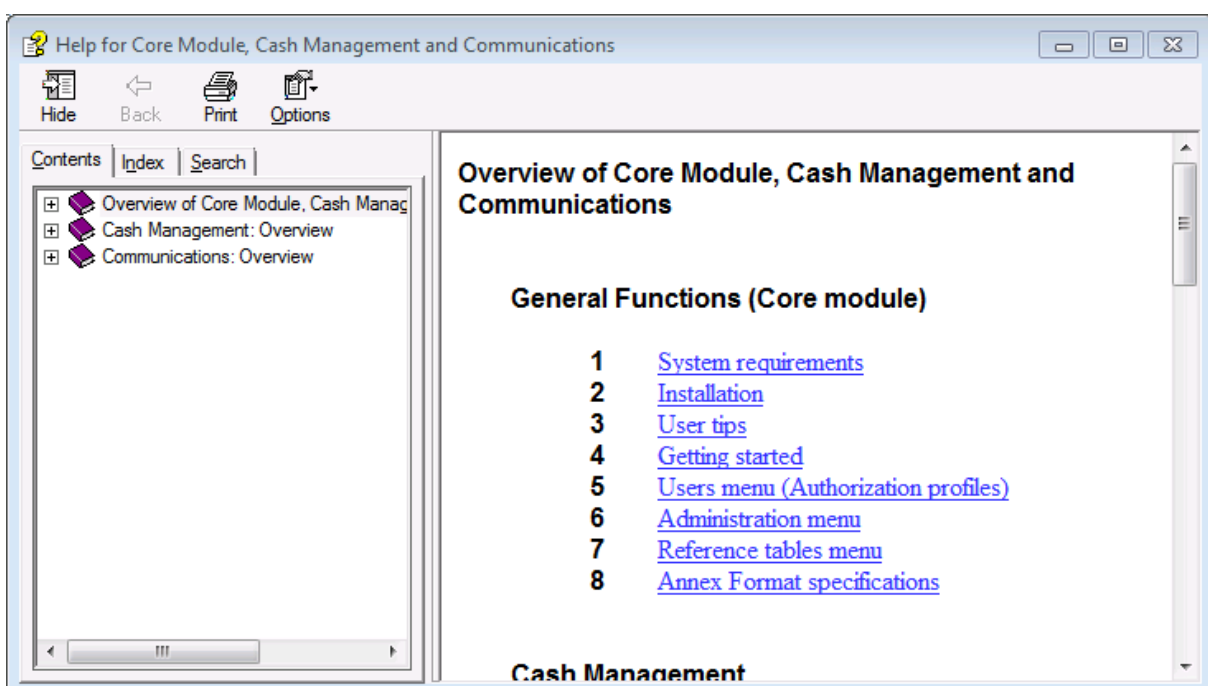 Help for Core Module, Cash Management and Communications
Hide Back Print Options
Contents Index Search
Overview of Core Module, Cash Manag
Cash Management: Overview
Communications: Overview
Overview of Core Module, Cash Management and
Communications
General Functions (Core module)
1 System requirements
2 Installation
3 User tips
4 Getting started
5 Users menu (Authorization profiles)
6 Administration menu
7 Reference tables menu
8 Annex Format specifications
Cash Management